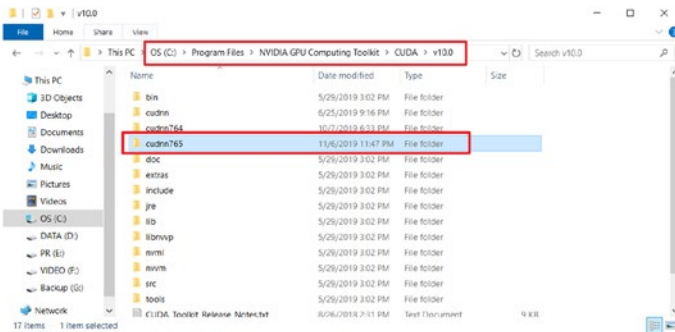 v10.0
File Home Share View
This PC > OS (C:) > Program Files > NVIDIA GPU Computing Toolkit > CUDA > v10.0
Search v10.0
Name Date modified Type Size
This PC
3D Objects
Desktop
Documents
Downloads
Music
Pictures
Videos
OS (C:)
DATA (D:)
PR (E:)
VIDEO (F:)
Backup (G:)
Network
bin 5/29/2019 3:02 PM File folder
cudnn 6/25/2019 9:16 PM File folder
cudnn764 10/7/2019 6:33 PM File folder
cudnn765 11/6/2019 11:47 PM File folder
doc 5/29/2019 3:02 PM File folder
extras 5/29/2019 3:02 PM File folder
include 5/29/2019 3:02 PM File folder
jre 5/29/2019 3:02 PM File folder
lib 5/29/2019 3:02 PM File folder
libnvvp 5/29/2019 3:02 PM File folder
nvml 5/29/2019 3:02 PM File folder
nvvm 5/29/2019 3:02 PM File folder
src 5/29/2019 3:02 PM File folder
tools 5/29/2019 3:02 PM File folder
CUDA_Toolkit_Release_Notes.txt 8/26/2018 2:31 PM Text Document 9 KB
17 items 1 item selected